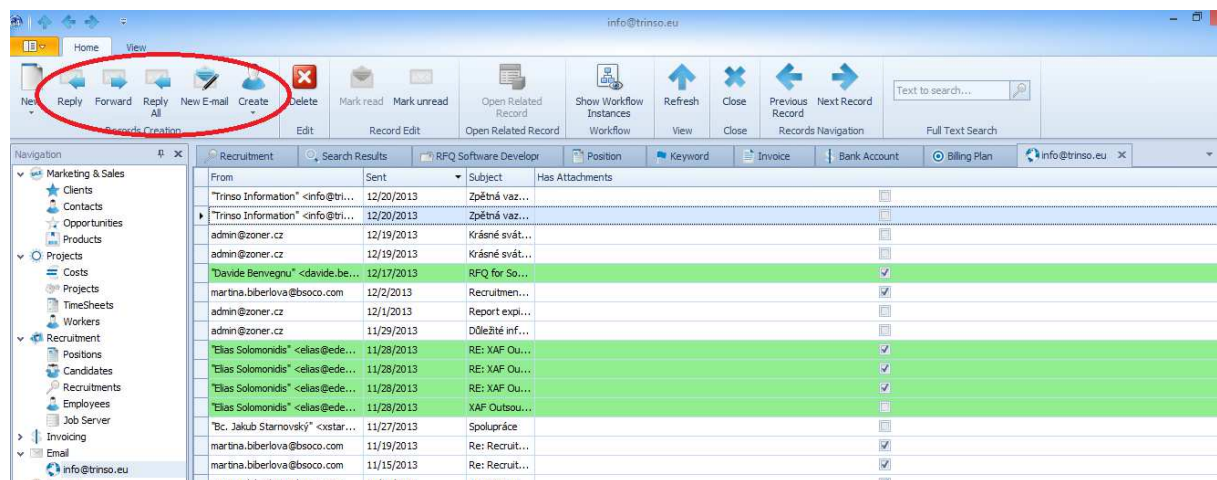 info@trinso.eu
Home View
New Reply Forward Reply All New E-mail Create Delete Mark read Mark unread Open Related Record Show Workflow Instances Refresh Close Previous Record Next Record Text to search...
Records Creation Edit Record Edit Open Related Record Workflow View Close Records Navigation Full Text Search
Navigation Recruitment Search Results RFQ Software Developr Position Keyword Invoice Bank Account Billing Plan info@trinso.eu
Marketing & Sales
Clients
Contacts
Opportunities
Products
Projects
Costs
Projects
TimeSheets
Workers
Recruitment
Positions
Candidates
Recruitments
Employees
Job Server
Invoicing
Email
info@trinso.eu
From Sent Subject Has Attachments
"Trinso Information" <info@tri... 12/20/2013 Zpětná vaz...
"Trinso Information" <info@tri... 12/20/2013 Zpětná vaz...
admin@zoner.cz 12/19/2013 Krásné svát...
admin@zoner.cz 12/19/2013 Krásné svát...
"Davide Benvegnu" <davide.be... 12/17/2013 RFQ for So...
martina.biberlova@bsoco.com 12/2/2013 Recruitmen...
admin@zoner.cz 12/1/2013 Report expi...
admin@zoner.cz 11/29/2013 Důležité inf...
"Elias Solomonidis" <elias@ede... 11/28/2013 RE: XAF Ou...
"Elias Solomonidis" <elias@ede... 11/28/2013 RE: XAF Ou...
"Elias Solomonidis" <elias@ede... 11/28/2013 RE: XAF Ou...
"Elias Solomonidis" <elias@ede... 11/28/2013 XAF Outsou...
"Bc. Jakub Starnovský" <xstar... 11/27/2013 Spolupráce
martina.biberlova@bsoco.com 11/19/2013 Re: Recruit...
martina.biberlova@bsoco.com 11/15/2013 Re: Recruit...